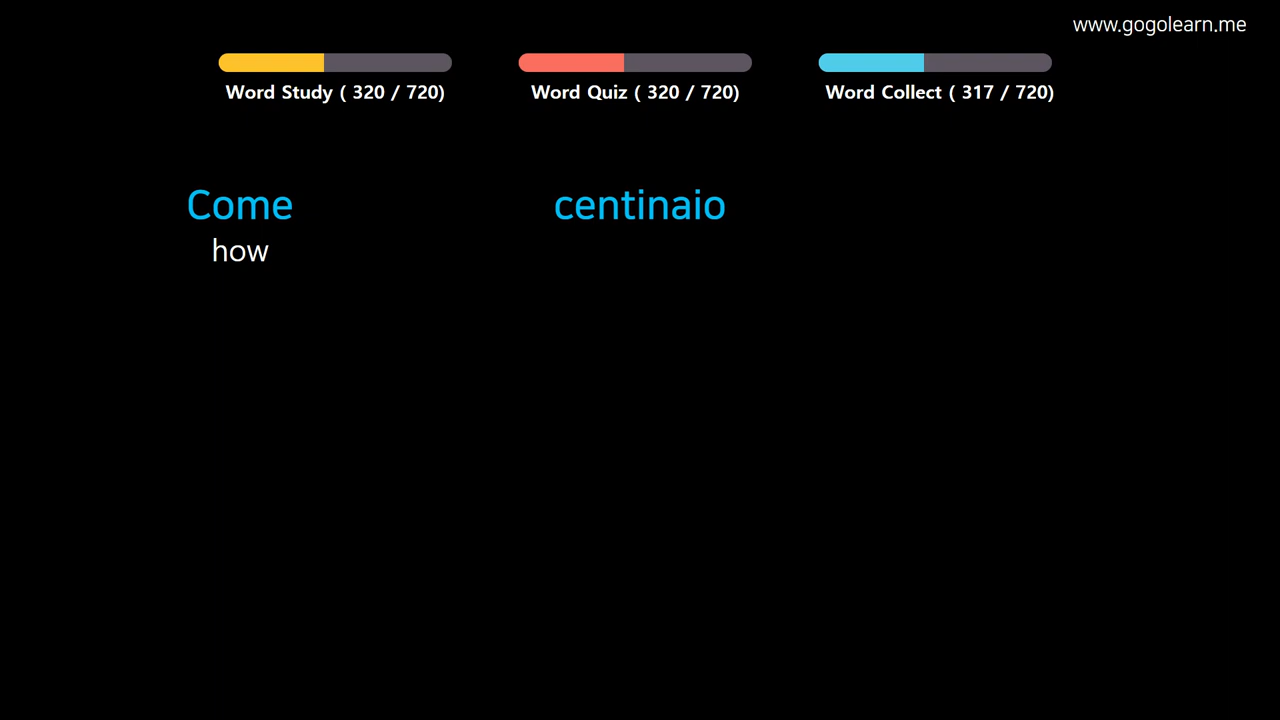 www.gogolearn.me
Word Study ( 320 / 720)
Word Quiz ( 320 / 720)
Word Collect ( 317 / 720)
Come
how
centinaio